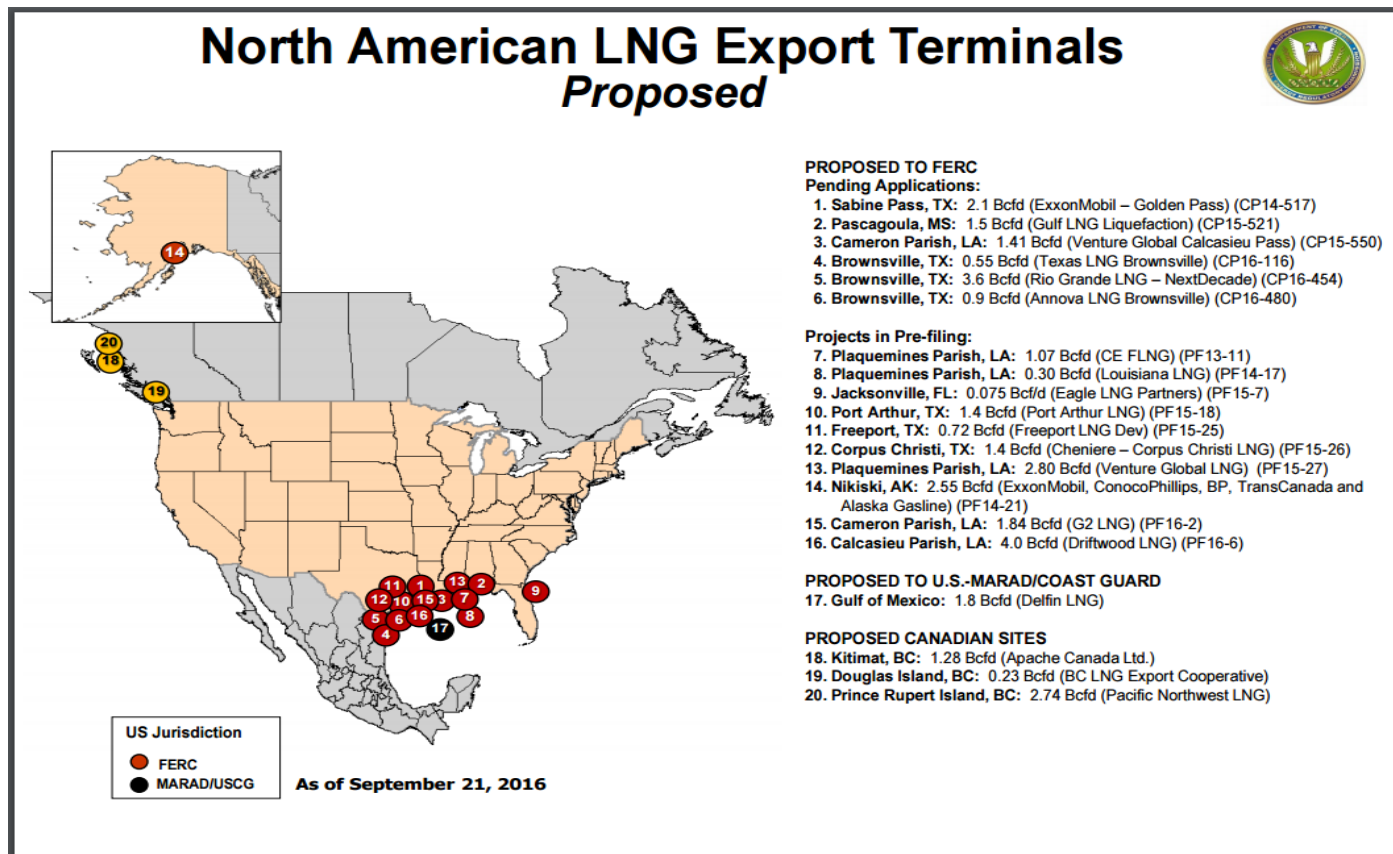 North American LNG Export Terminals
Proposed
PROPOSED TO FERC
Pending Applications:
1. Sabine Pass, TX: 2.1 Bcfd (ExxonMobil – Golden Pass) (CP14-517)
2. Pascagoula, MS: 1.5 Bcfd (Gulf LNG Liquefaction) (CP15-521)
3. Cameron Parish, LA: 1.41 Bcfd (Venture Global Calcasieu Pass) (CP15-550)
4. Brownsville, TX: 0.55 Bcfd (Texas LNG Brownsville) (CP16-116)
5. Brownsville, TX: 3.6 Bcfd (Rio Grande LNG – NextDecade) (CP16-454)
6. Brownsville, TX: 0.9 Bcfd (Annova LNG Brownsville) (CP16-480)
Projects in Pre-filing:
7. Plaquemines Parish, LA: 1.07 Bcfd (CE FLNG) (PF13-11)
8. Plaquemines Parish, LA: 0.30 Bcfd (Louisiana LNG) (PF14-17)
9. Jacksonville, FL: 0.075 Bcf/d (Eagle LNG Partners) (PF15-7)
10. Port Arthur, TX: 1.4 Bcfd (Port Arthur LNG) (PF15-18)
11. Freeport, TX: 0.72 Bcfd (Freeport LNG Dev) (PF15-25)
12. Corpus Christi, TX: 1.4 Bcfd (Cheniere – Corpus Christi LNG) (PF15-26)
13. Plaquemines Parish, LA: 2.80 Bcfd (Venture Global LNG) (PF15-27)
14. Nikiski, AK: 2.55 Bcfd (ExxonMobil, ConocoPhillips, BP, TransCanada and
Alaska Gasline) (PF14-21)
15. Cameron Parish, LA: 1.84 Bcfd (G2 LNG) (PF16-2)
16. Calcasieu Parish, LA: 4.0 Bcfd (Driftwood LNG) (PF16-6)
PROPOSED TO U.S.-MARAD/COAST GUARD
17. Gulf of Mexico: 1.8 Bcfd (Delfin LNG)
PROPOSED CANADIAN SITES
18. Kitimat, BC: 1.28 Bcfd (Apache Canada Ltd.)
19. Douglas Island, BC: 0.23 Bcfd (BC LNG Export Cooperative)
20. Prince Rupert Island, BC: 2.74 Bcfd (Pacific Northwest LNG)
14
20
18
19
11 1 13 2 9
12 10 15 3 7
5 6 16 8
4 17
US Jurisdiction
FERC
MARAD/USCG
As of September 21, 2016